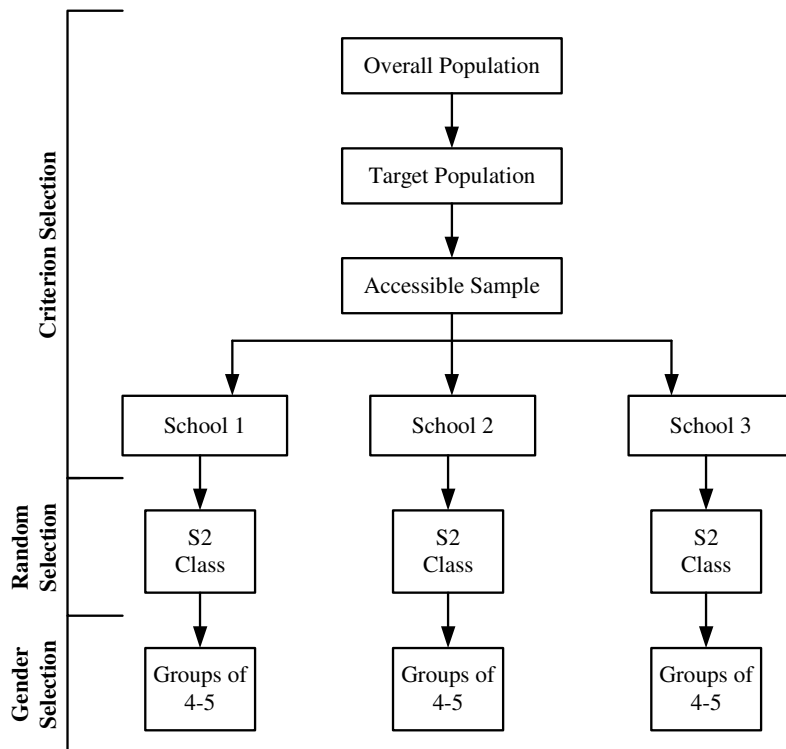 Overall Population
Target Population
Accessible Sample
Criterion Selection
School 1
School 2
School 3
Random
Selection
S2
Class
S2
Class
S2
Class
Gender
Selection
Groups of
4-5
Groups of
4-5
Groups of
4-5